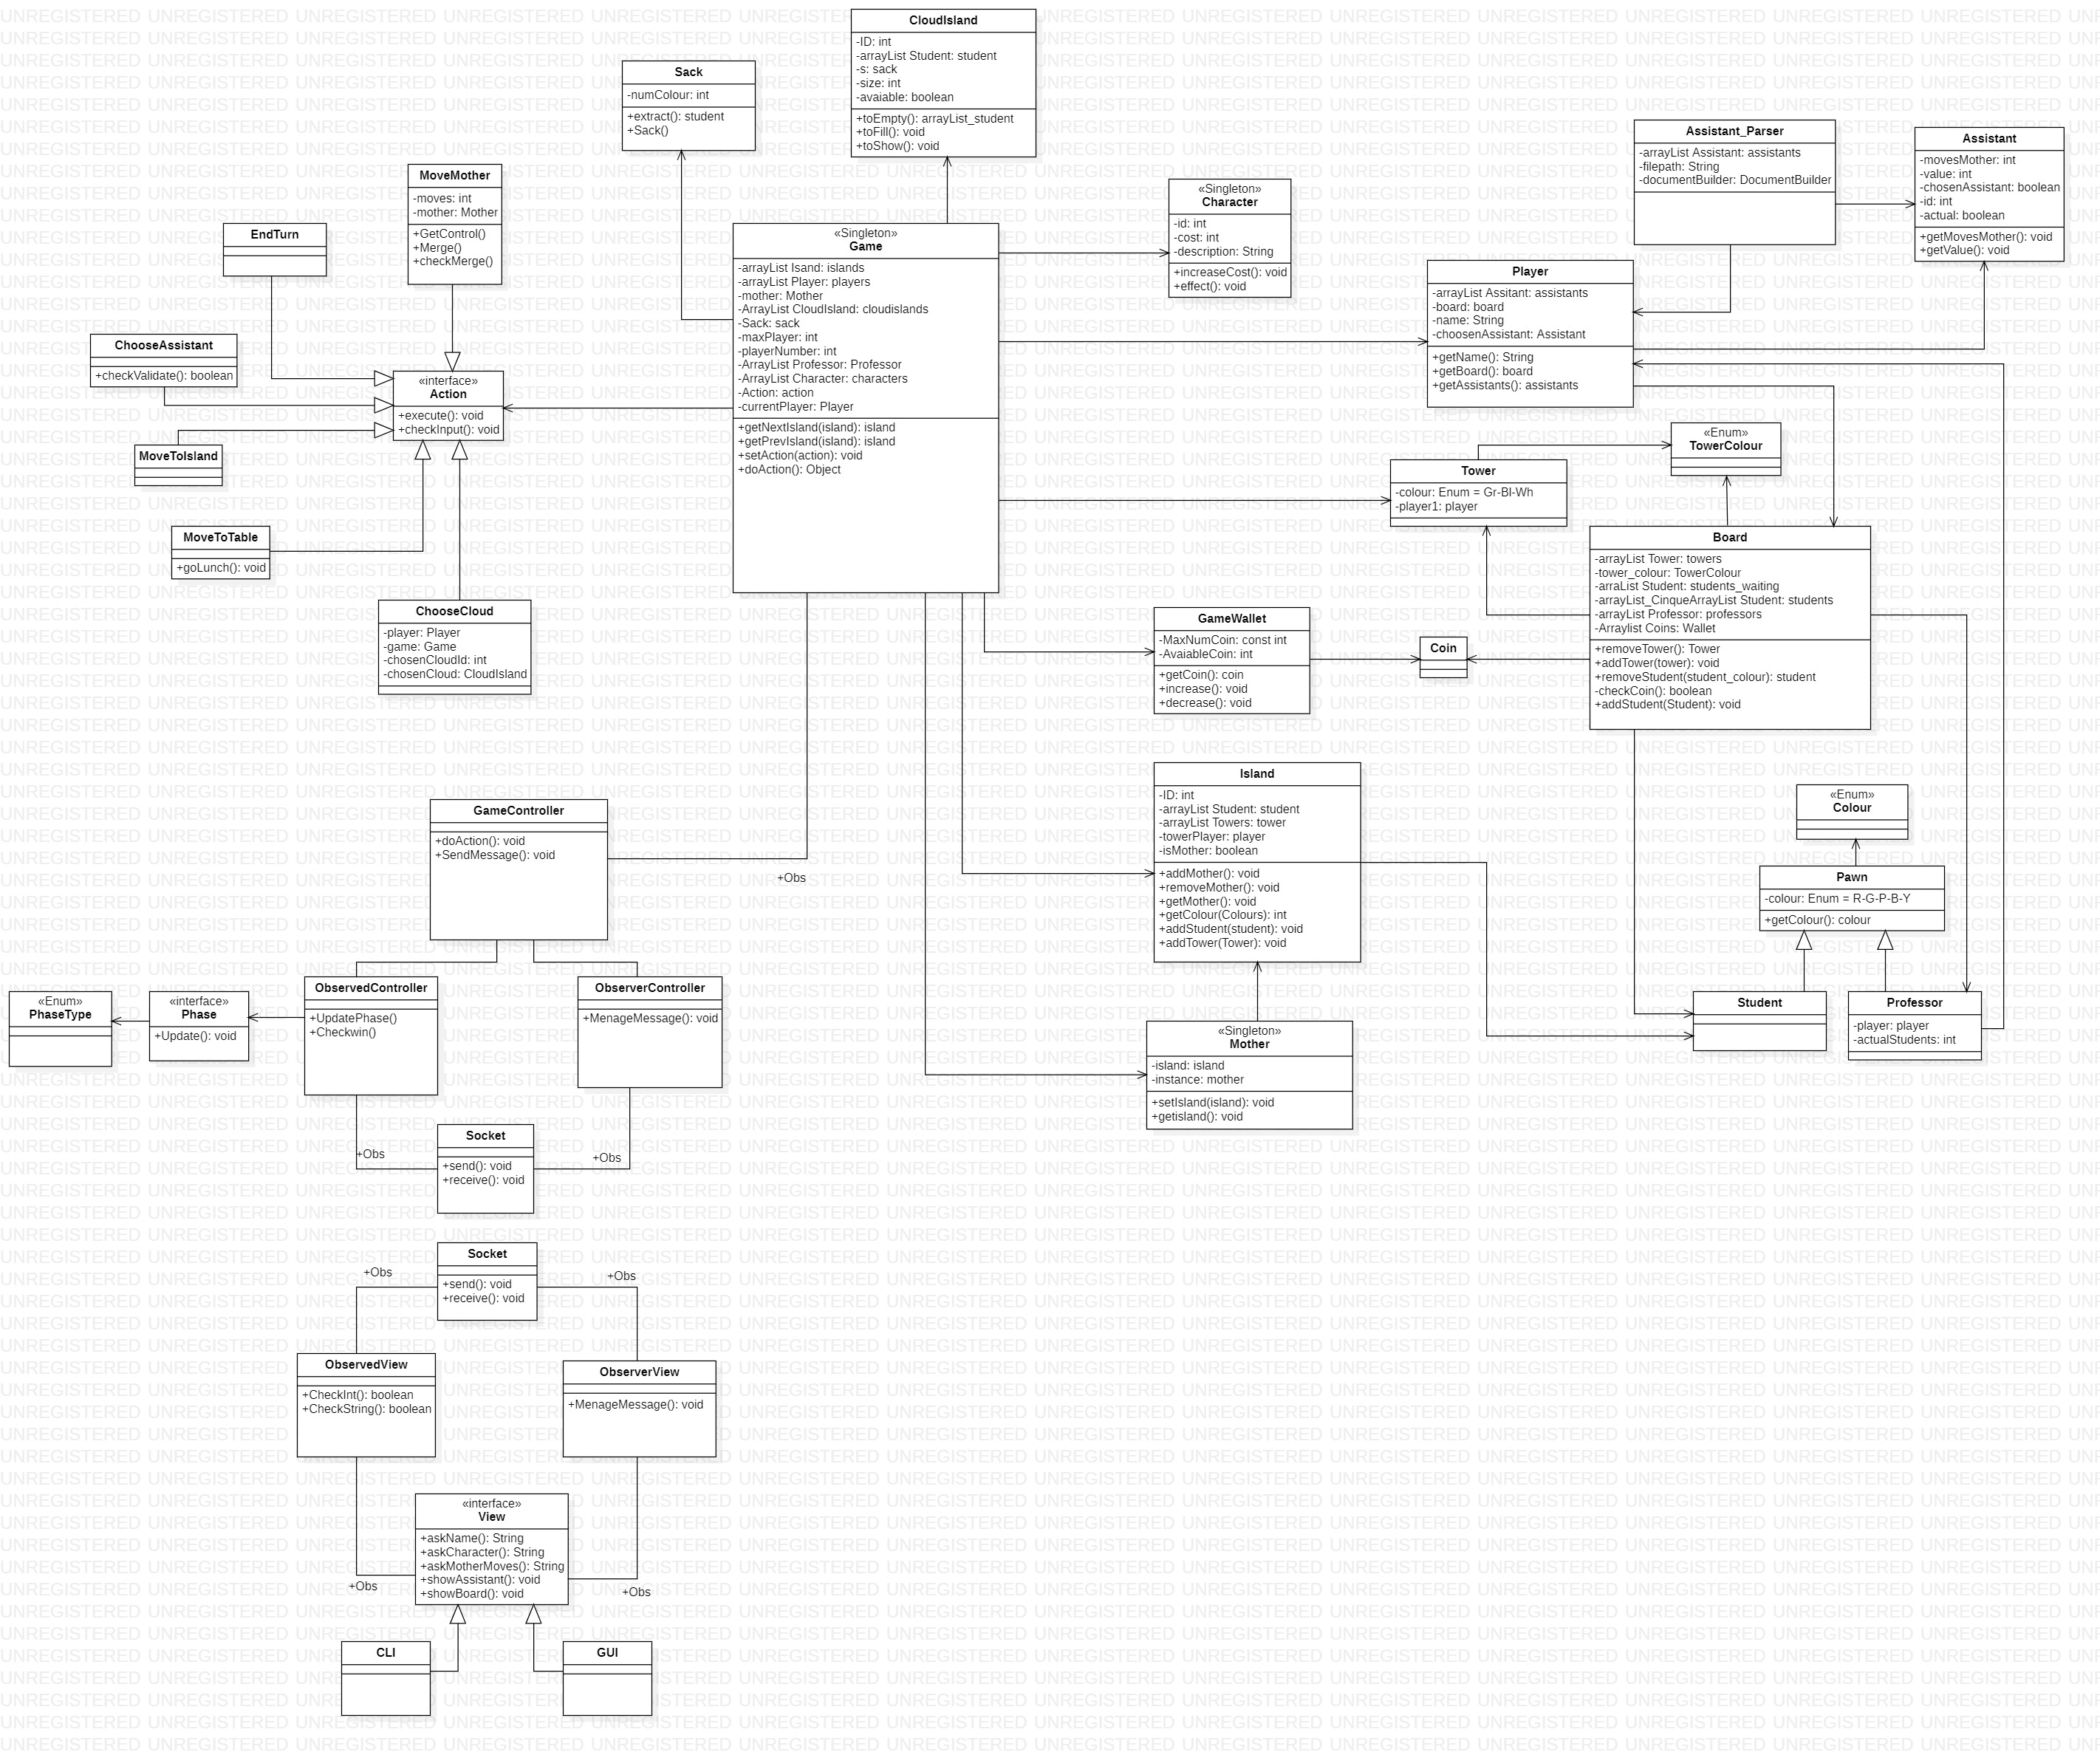 CloudIsland
-ID: int
-arrayList Student: student
-s: sack
-size: int
-avaiable: boolean
+toEmpty(): arrayList_student
+toFill(): void
+toShow(): void
Sack
-numColour: int
+extract(): student
+Sack()
Assistant_Parser
-arrayList Assistant: assistants
-filepath: String
-documentBuilder: DocumentBuilder
Assistant
-movesMother: int
-value: int
-chosenAssistant: boolean
-id: int
-actual: boolean
+getMovesMother(): void
+getValue(): void
MoveMother
-moves: int
-mother: Mother
+GetControl()
+Merge()
+checkMerge()
«Singleton»
Character
-id: int
-cost: int
-description: String
+increaseCost(): void
+effect(): void
EndTurn
«Singleton»
Game
-arrayList Isand: islands
-arrayList Player: players
-mother: Mother
-ArrayList CloudIsland: cloudislands
-Sack: sack
-maxPlayer: int
-playerNumber: int
-ArrayList Professor: Professor
-ArrayList Character: characters
-Action: action
-currentPlayer: Player
+getNextIsland(island): island
+getPrevIsland(island): island
+setAction(action): void
+doAction(): Object
Player
-arrayList Assitant: assistants
-board: board
-name: String
-choosenAssistant: Assistant
+getName(): String
+getBoard(): board
+getAssistants(): assistants
ChooseAssistant
+checkValidate(): boolean
«interface»
Action
+execute(): void
+checkInput(): void
MoveToIsland
«Enum»
TowerColour
Tower
-colour: Enum = Gr-Bl-Wh
-player1: player
MoveToTable
+goLunch(): void
Board
-arrayList Tower: towers
-tower_colour: TowerColour
-arraList Student: students_waiting
-arrayList_CinqueArrayList Student: students
-arrayList Professor: professors
-Arraylist Coins: Wallet
+removeTower(): Tower
+addTower(tower): void
+removeStudent(student_colour): student
-checkCoin(): boolean
+addStudent(Student): void
ChooseCloud
-player: Player
-game: Game
-chosenCloudId: int
-chosenCloud: CloudIsland
GameWallet
-MaxNumCoin: const int
-AvaiableCoin: int
+getCoin(): coin
+increase(): void
+decrease(): void
Coin
Island
-ID: int
-arrayList Student: student
-arrayList Towers: tower
-towerPlayer: player
-isMother: boolean
+addMother(): void
+removeMother(): void
+getMother(): void
+getColour(Colours): int
+addStudent(student): void
+addTower(Tower): void
«Enum»
Colour
GameController
+doAction(): void
+SendMessage(): void
+Obs
Pawn
-colour: Enum = R-G-P-B-Y
+getColour(): colour
ObservedController
+UpdatePhase()
+Checkwin()
ObserverController
+MenageMessage(): void
«Enum»
PhaseType
«interface»
Phase
+Update(): void
Student
Professor
-player: player
-actualStudents: int
«Singleton»
Mother
-island: island
-instance: mother
+setIsland(island): void
+getisland(): void
Socket
+send(): void
+receive(): void
+Obs
+Obs
Socket
+send(): void
+receive(): void
+Obs
+Obs
ObservedView
+CheckInt(): boolean
+CheckString(): boolean
ObserverView
+MenageMessage(): void
«interface»
View
+askName(): String
+askCharacter(): String
+askMotherMoves(): String
+showAssistant(): void
+showBoard(): void
+Obs
+Obs
CLI
GUI